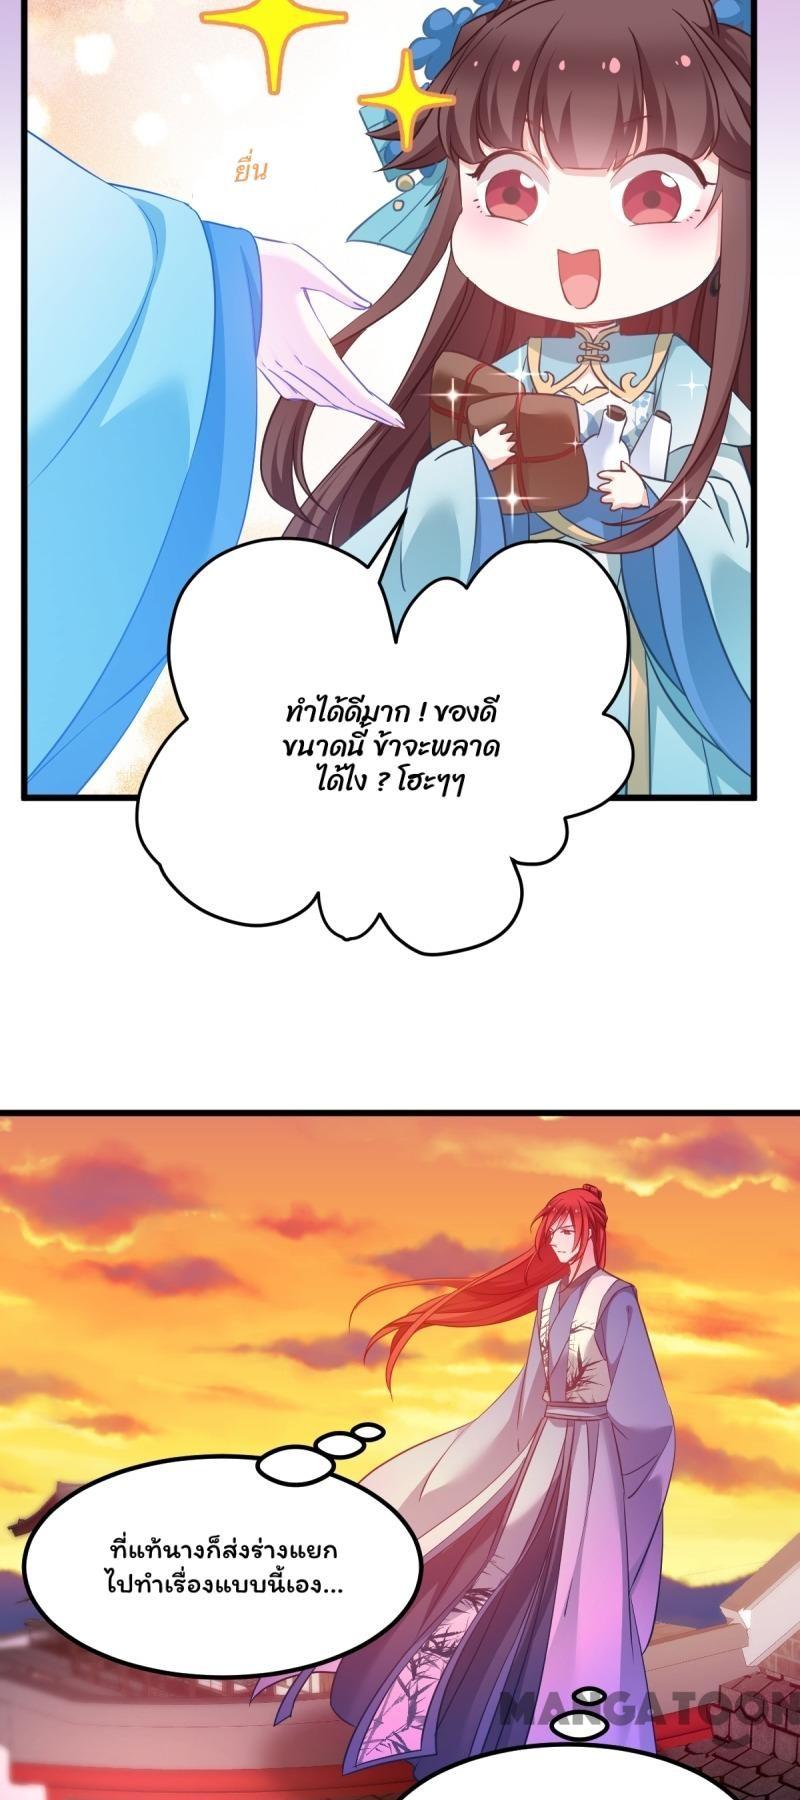 ยื่น
ทำได้ดีมาก ! ของดี
ขนาดนี้ ข้าจะพลาด
ได้ไง ? โฮะๆๆ
ที่แท้นางก็ส่งร่างแยก
ไปทำเรื่องแบบนี้เอง...
MANGATOON